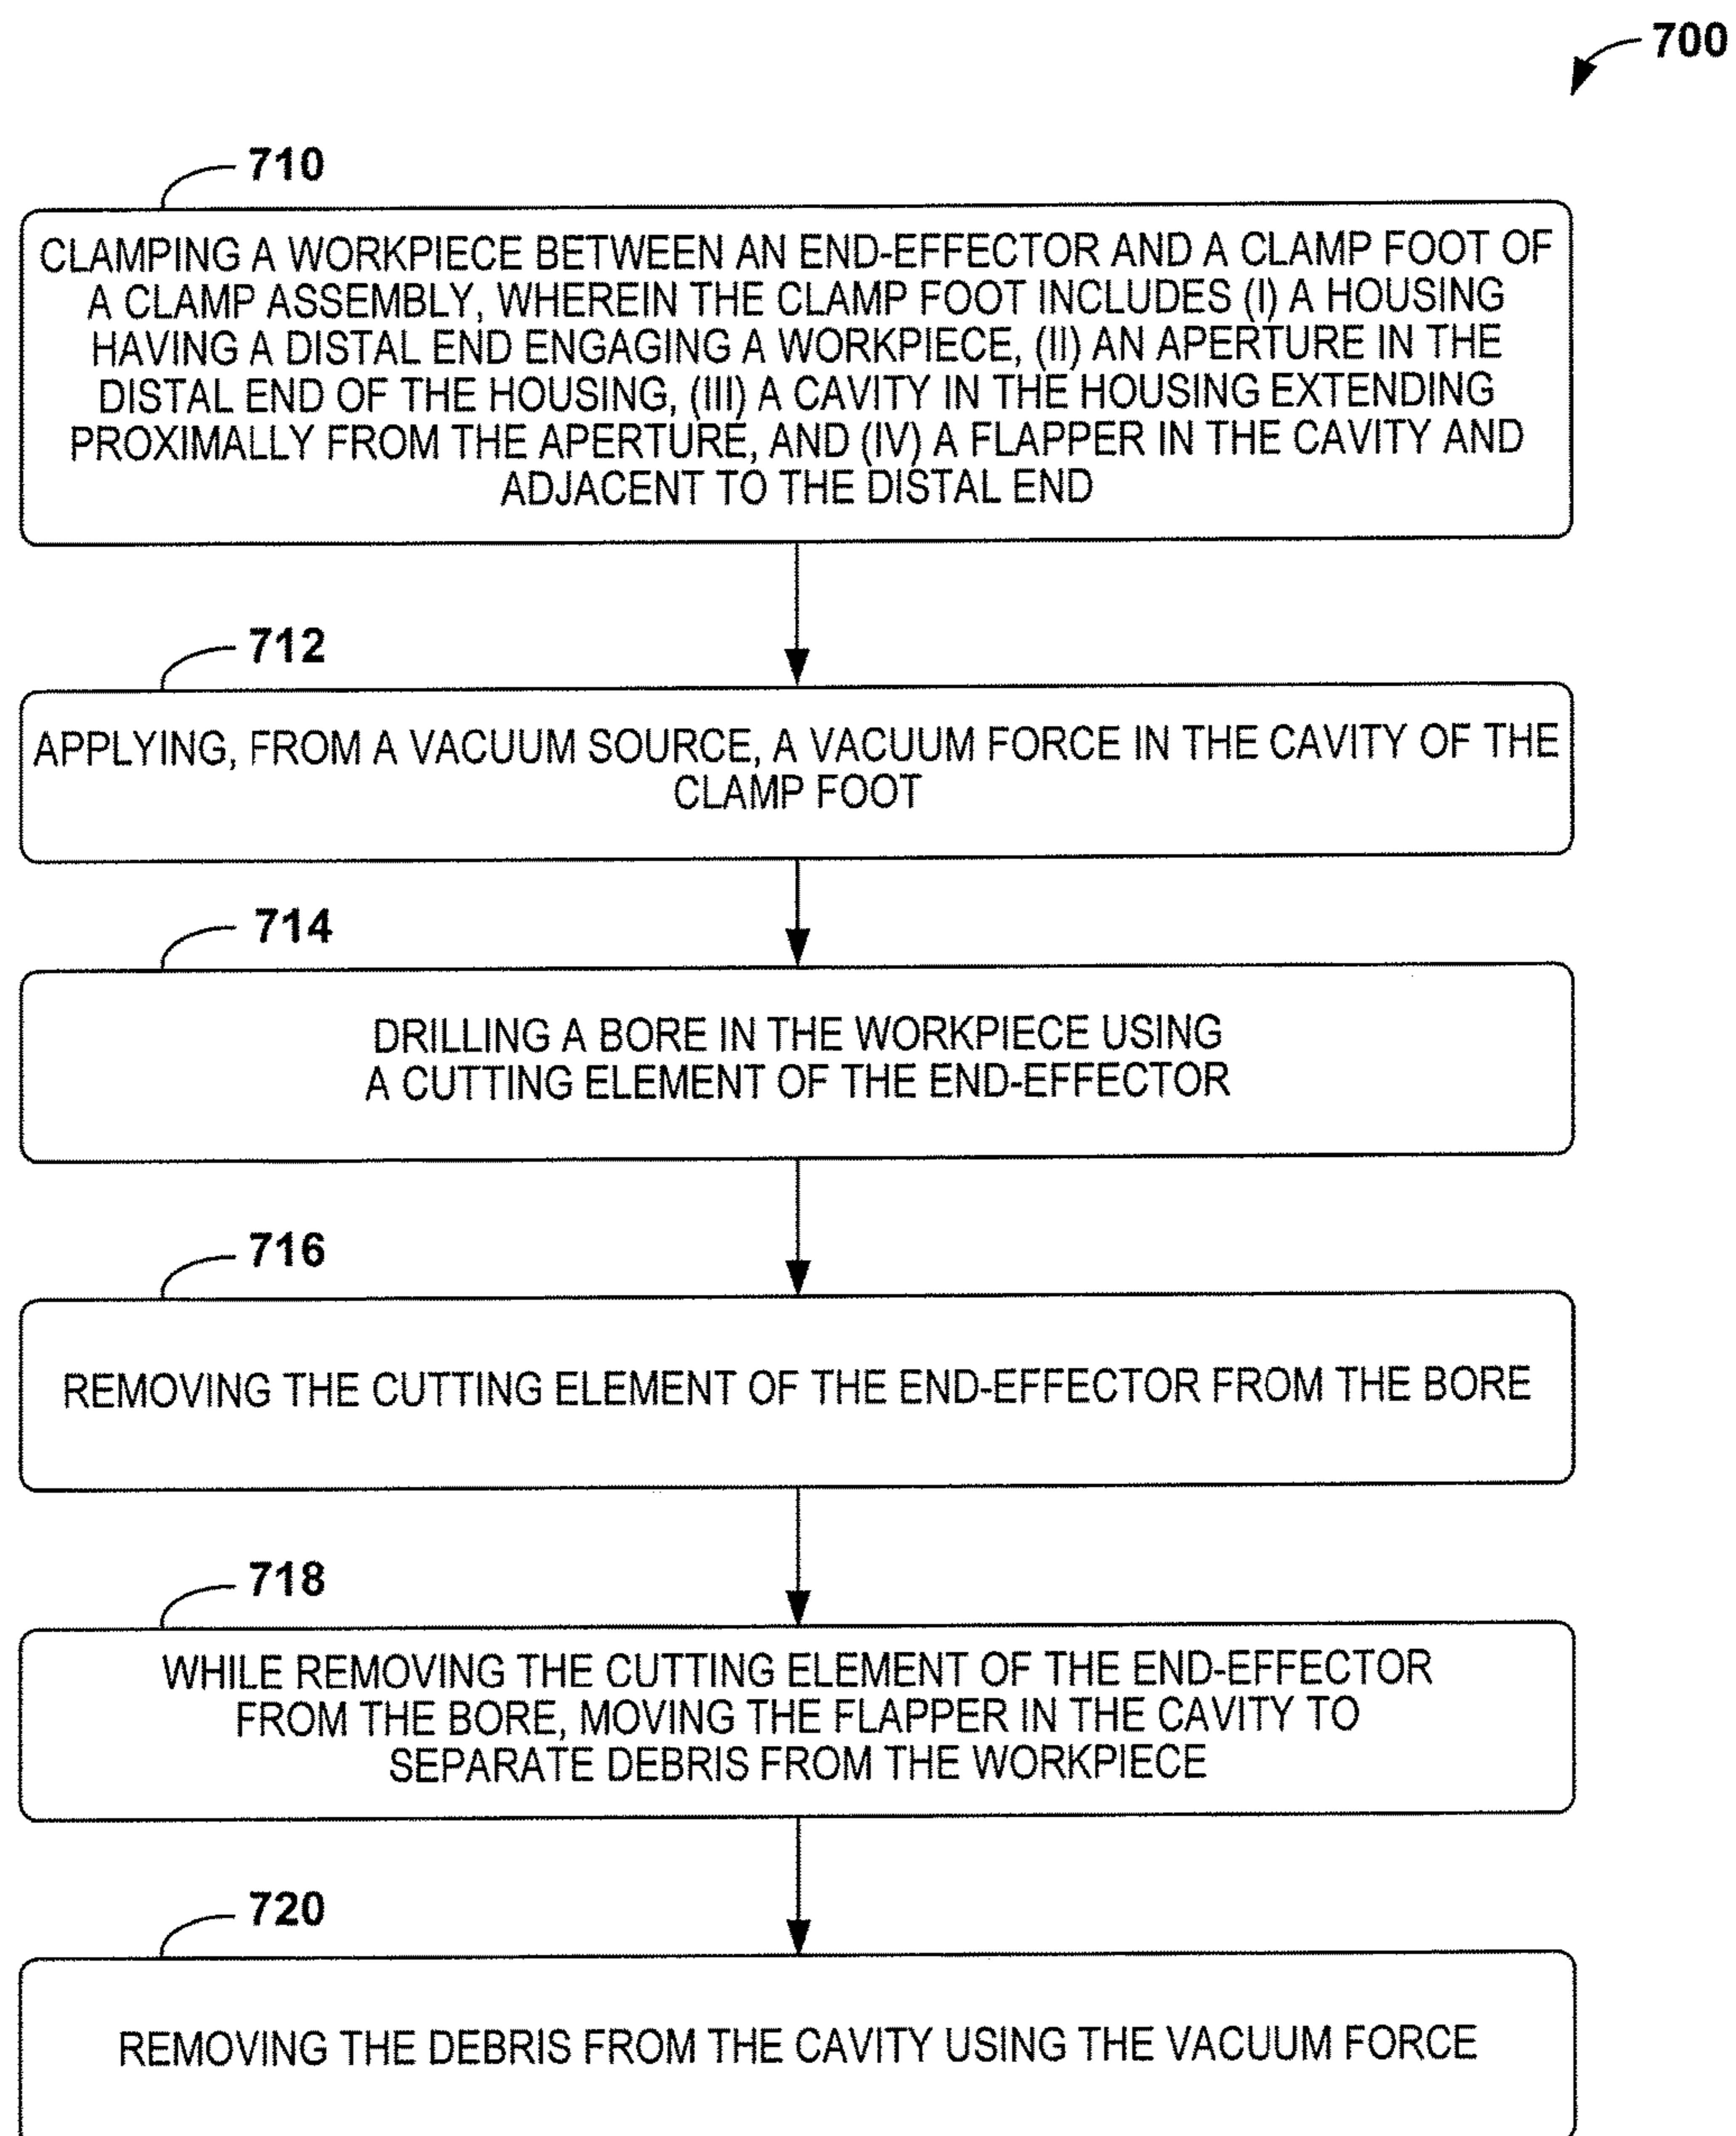 700
710
CLAMPING A WORKPIECE BETWEEN AN END-EFFECTOR AND A CLAMP FOOT OF
A CLAMP ASSEMBLY, WHEREIN THE CLAMP FOOT INCLUDES (I) A HOUSING
HAVING A DISTAL END ENGAGING A WORKPIECE, (II) AN APERTURE IN THE
DISTAL END OF THE HOUSING, (III) A CAVITY IN THE HOUSING EXTENDING
PROXIMALLY FROM THE APERTURE, AND (IV) A FLAPPER IN THE CAVITY AND
ADJACENT TO THE DISTAL END
712
APPLYING, FROM A VACUUM SOURCE, A VACUUM FORCE IN THE CAVITY OF THE
CLAMP FOOT
714
DRILLING A BORE IN THE WORKPIECE USING
A CUTTING ELEMENT OF THE END-EFFECTOR
716
REMOVING THE CUTTING ELEMENT OF THE END-EFFECTOR FROM THE BORE
718
WHILE REMOVING THE CUTTING ELEMENT OF THE END-EFFECTOR
FROM THE BORE, MOVING THE FLAPPER IN THE CAVITY TO
SEPARATE DEBRIS FROM THE WORKPIECE
720
REMOVING THE DEBRIS FROM THE CAVITY USING THE VACUUM FORCE